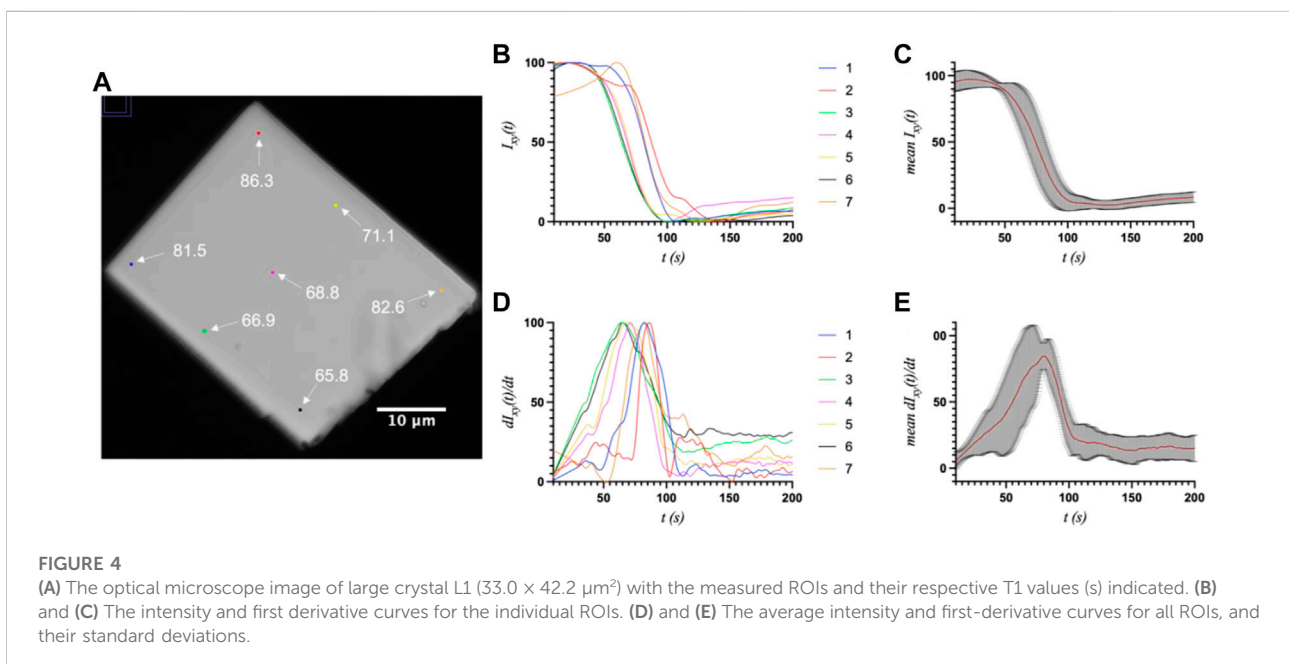 A
86.3
71.1
81.5
68.8
82.6
66.9
65.8
10 μm
B
I_xy(t)
100
50
0
50
100
150
200
t (s)
1
2
3
4
5
6
7
C
mean I_xy(t)
100
50
0
50
100
150
200
t (s)
D
dI_xy(t)/dt
100
50
0
50
100
150
200
t (s)
1
2
3
4
5
6
7
E
mean dI_xy(t)/dt
00
50
0
50
100
150
200
t (s)
FIGURE 4
(A) The optical microscope image of large crystal L1 (33.0 × 42.2 μm²) with the measured ROIs and their respective T1 values (s) indicated. (B)
and (C) The intensity and first derivative curves for the individual ROIs. (D) and (E) The average intensity and first-derivative curves for all ROIs, and
their standard deviations.